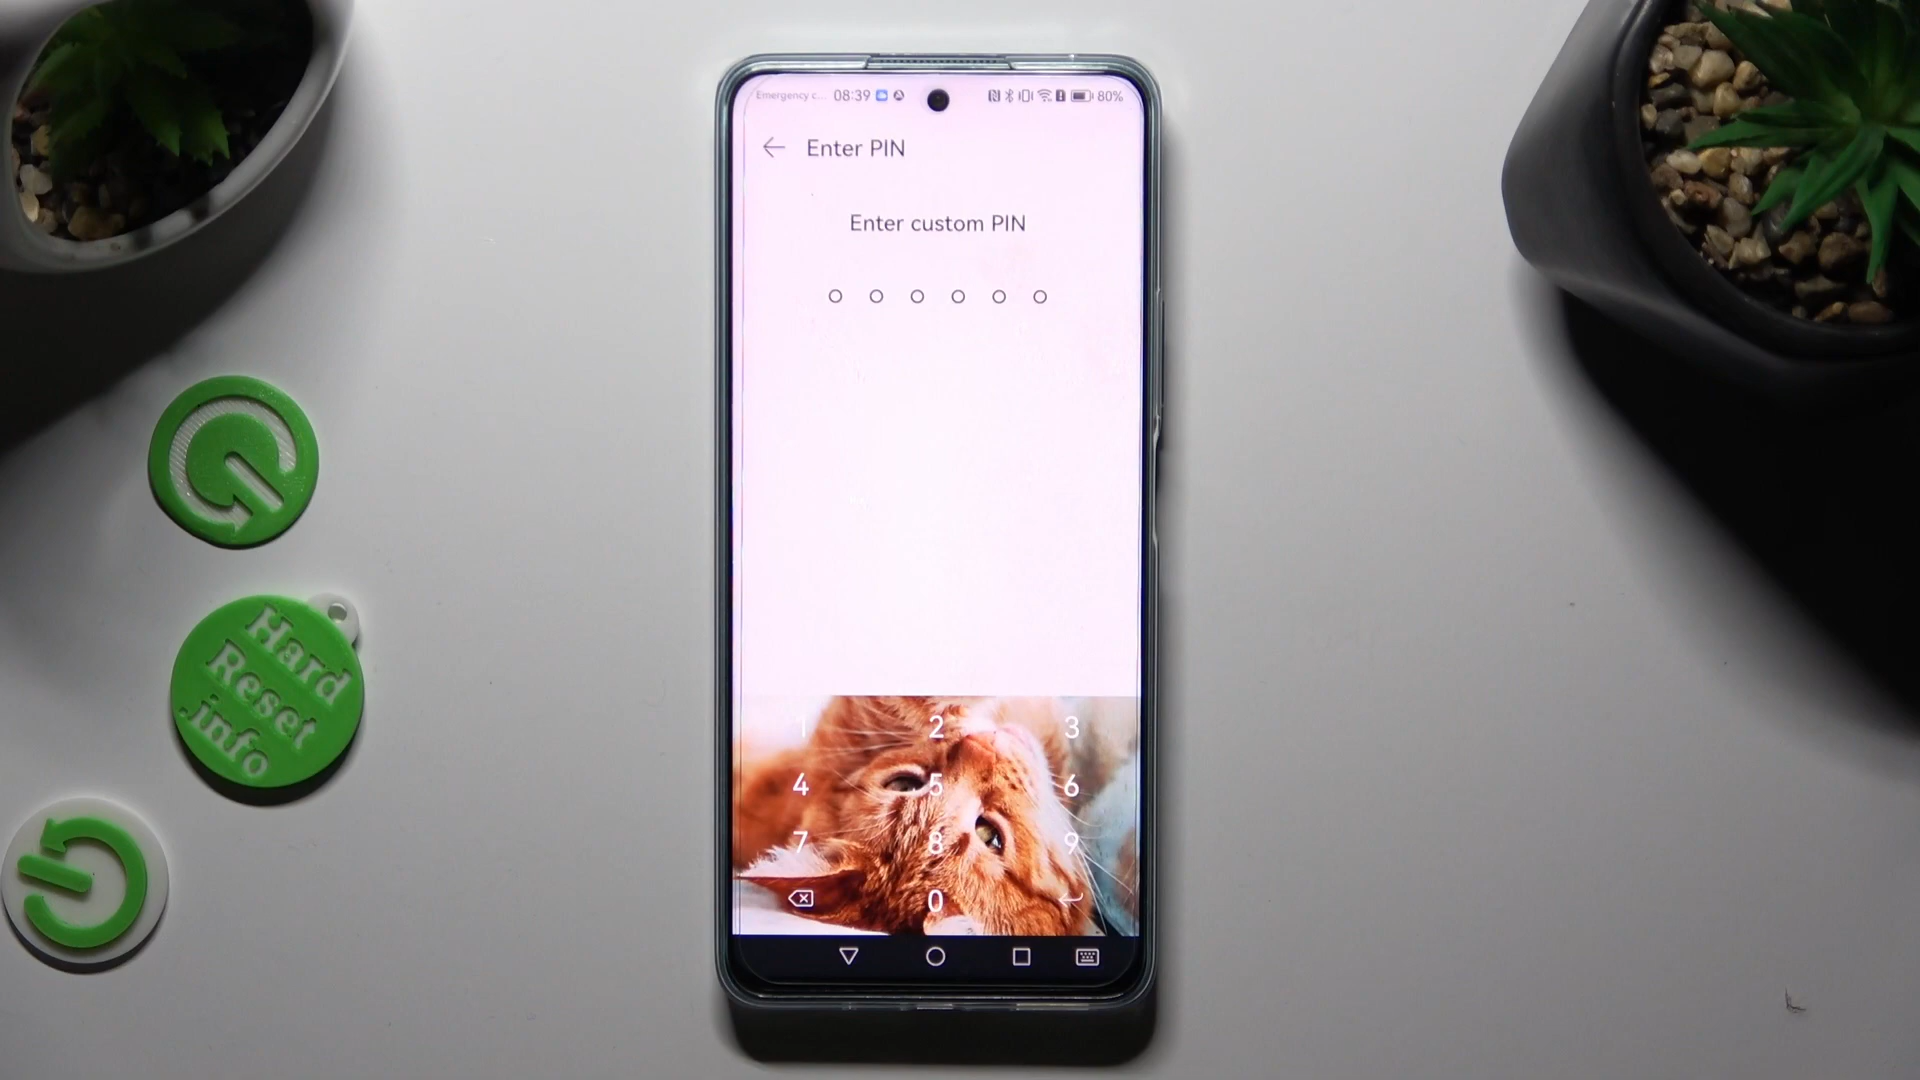 Emergency c... 08:39 80%
Enter PIN
Enter custom PIN
1 2 3
4 5 6
7 8 9
0
Hard
Reset
.info